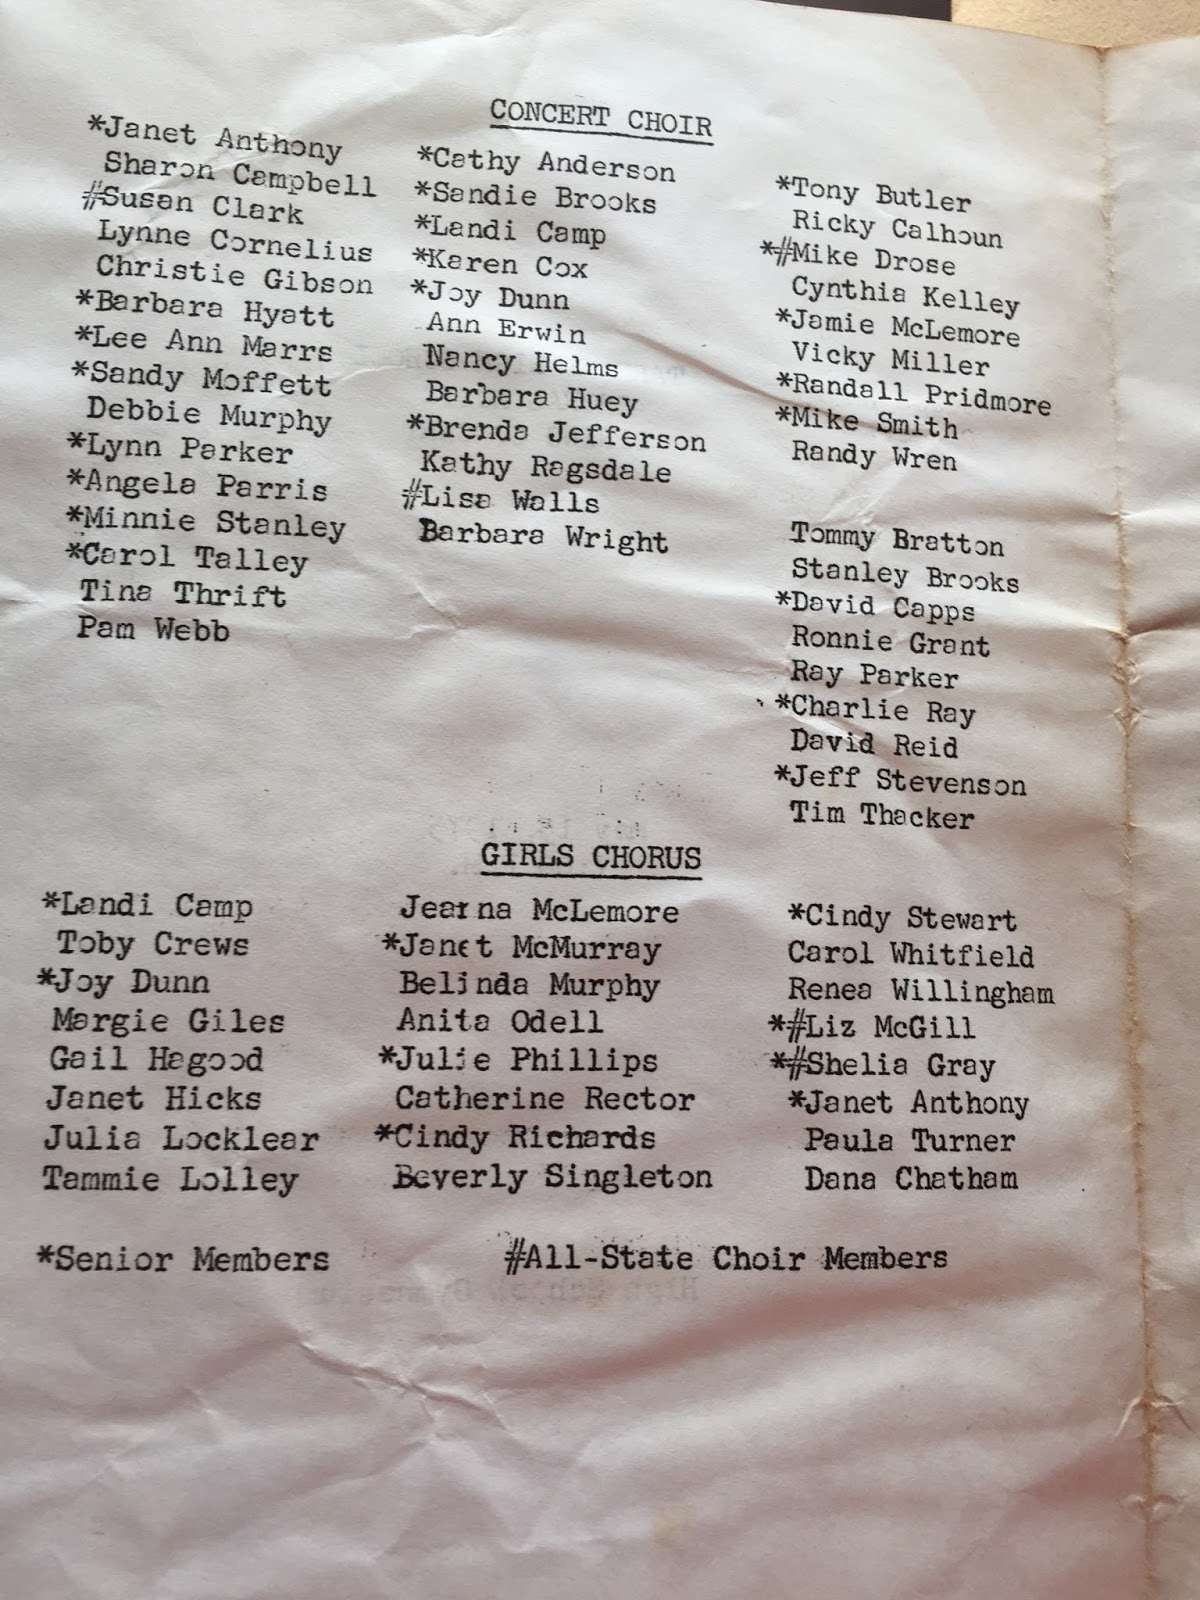 CONCERT CHOIR
*Janet Anthony
Sharon Campbell
#Susan Clark
Lynne Cornelius
Christie Gibson
*Barbara Hyatt
*Lee Ann Marrs
*Sandy Moffett
Debbie Murphy
*Lynn Parker
*Angela Parris
*Minnie Stanley
*Carol Talley
Tina Thrift
Pam Webb
*Cathy Anderson
*Sandie Brooks
*Landi Camp
*Karen Cox
*Joy Dunn
Ann Erwin
Nancy Helms
Barbara Huey
*Brenda Jefferson
Kathy Ragsdale
#Lisa Walls
Barbara Wright
*Tony Butler
Ricky Calhoun
*#Mike Drose
Cynthia Kelley
*Jamie McLemore
Vicky Miller
*Randall Pridmore
*Mike Smith
Randy Wren
Tommy Bratton
Stanley Brooks
*David Capps
Ronnie Grant
Ray Parker
*Charlie Ray
David Reid
*Jeff Stevenson
Tim Thacker
GIRLS CHORUS
*Landi Camp
Toby Crews
*Joy Dunn
Margie Giles
Gail Hagood
Janet Hicks
Julia Locklear
Tammie Lolley
Jeanna McLemore
*Janet McMurray
Belinda Murphy
Anita Odell
*Julie Phillips
Catherine Rector
*Cindy Richards
Beverly Singleton
*Cindy Stewart
Carol Whitfield
Renea Willingham
*#Liz McGill
*#Shelia Gray
*Janet Anthony
Paula Turner
Dana Chatham
*Senior Members
#All-State Choir Members